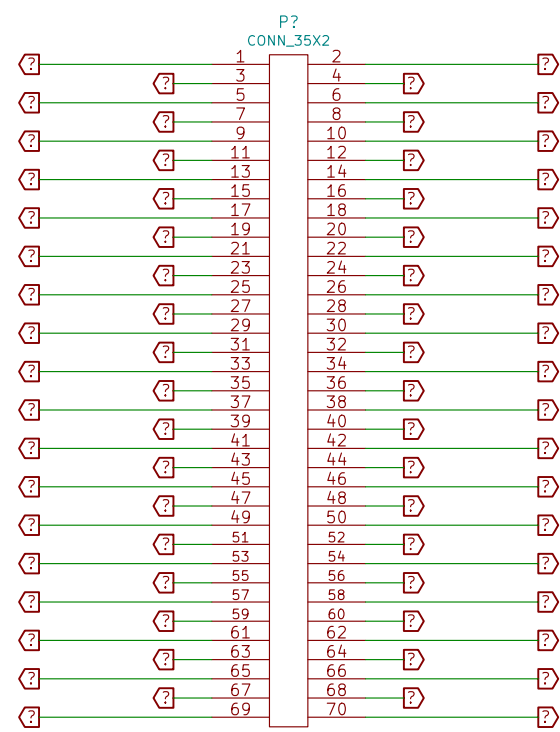 P?
CONN_35X2
? 1 2 ?
? 3 4 ?
? 5 6 ?
? 7 8 ?
? 9 10 ?
? 11 12 ?
? 13 14 ?
? 15 16 ?
? 17 18 ?
? 19 20 ?
? 21 22 ?
? 23 24 ?
? 25 26 ?
? 27 28 ?
? 29 30 ?
? 31 32 ?
? 33 34 ?
? 35 36 ?
? 37 38 ?
? 39 40 ?
? 41 42 ?
? 43 44 ?
? 45 46 ?
? 47 48 ?
? 49 50 ?
? 51 52 ?
? 53 54 ?
? 55 56 ?
? 57 58 ?
? 59 60 ?
? 61 62 ?
? 63 64 ?
? 65 66 ?
? 67 68 ?
? 69 70 ?